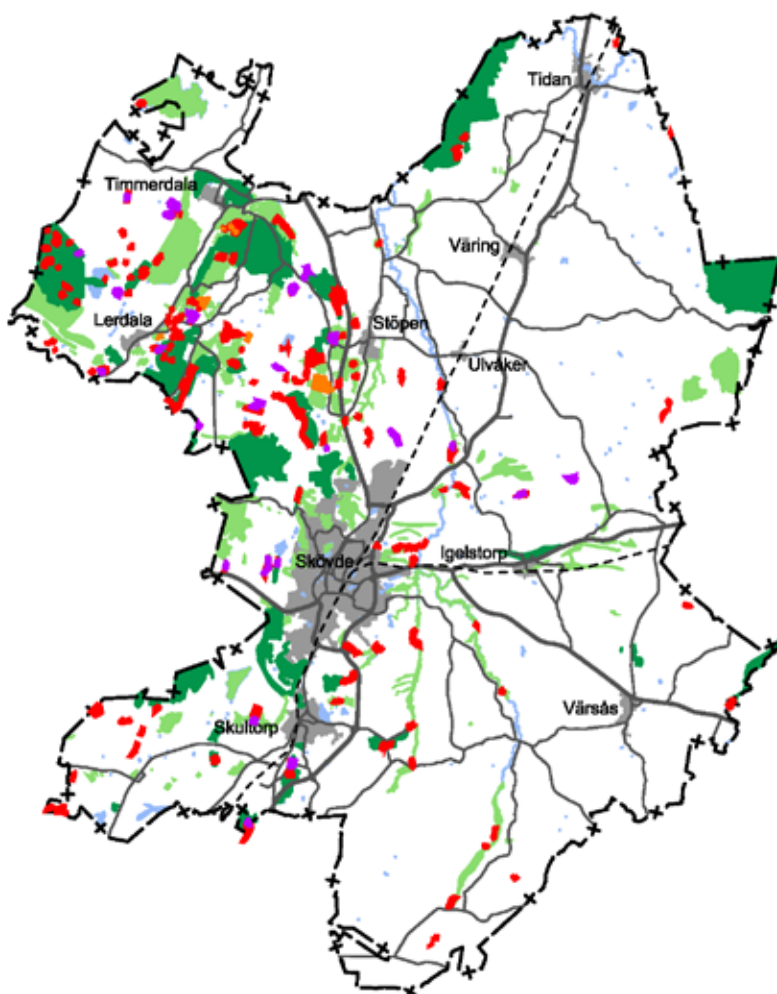 Tidan
Timmerdala
Väring
Lerdala
Stöpen
Ulvåker
Skövde
Igelstorp
Värsås
Skultorp